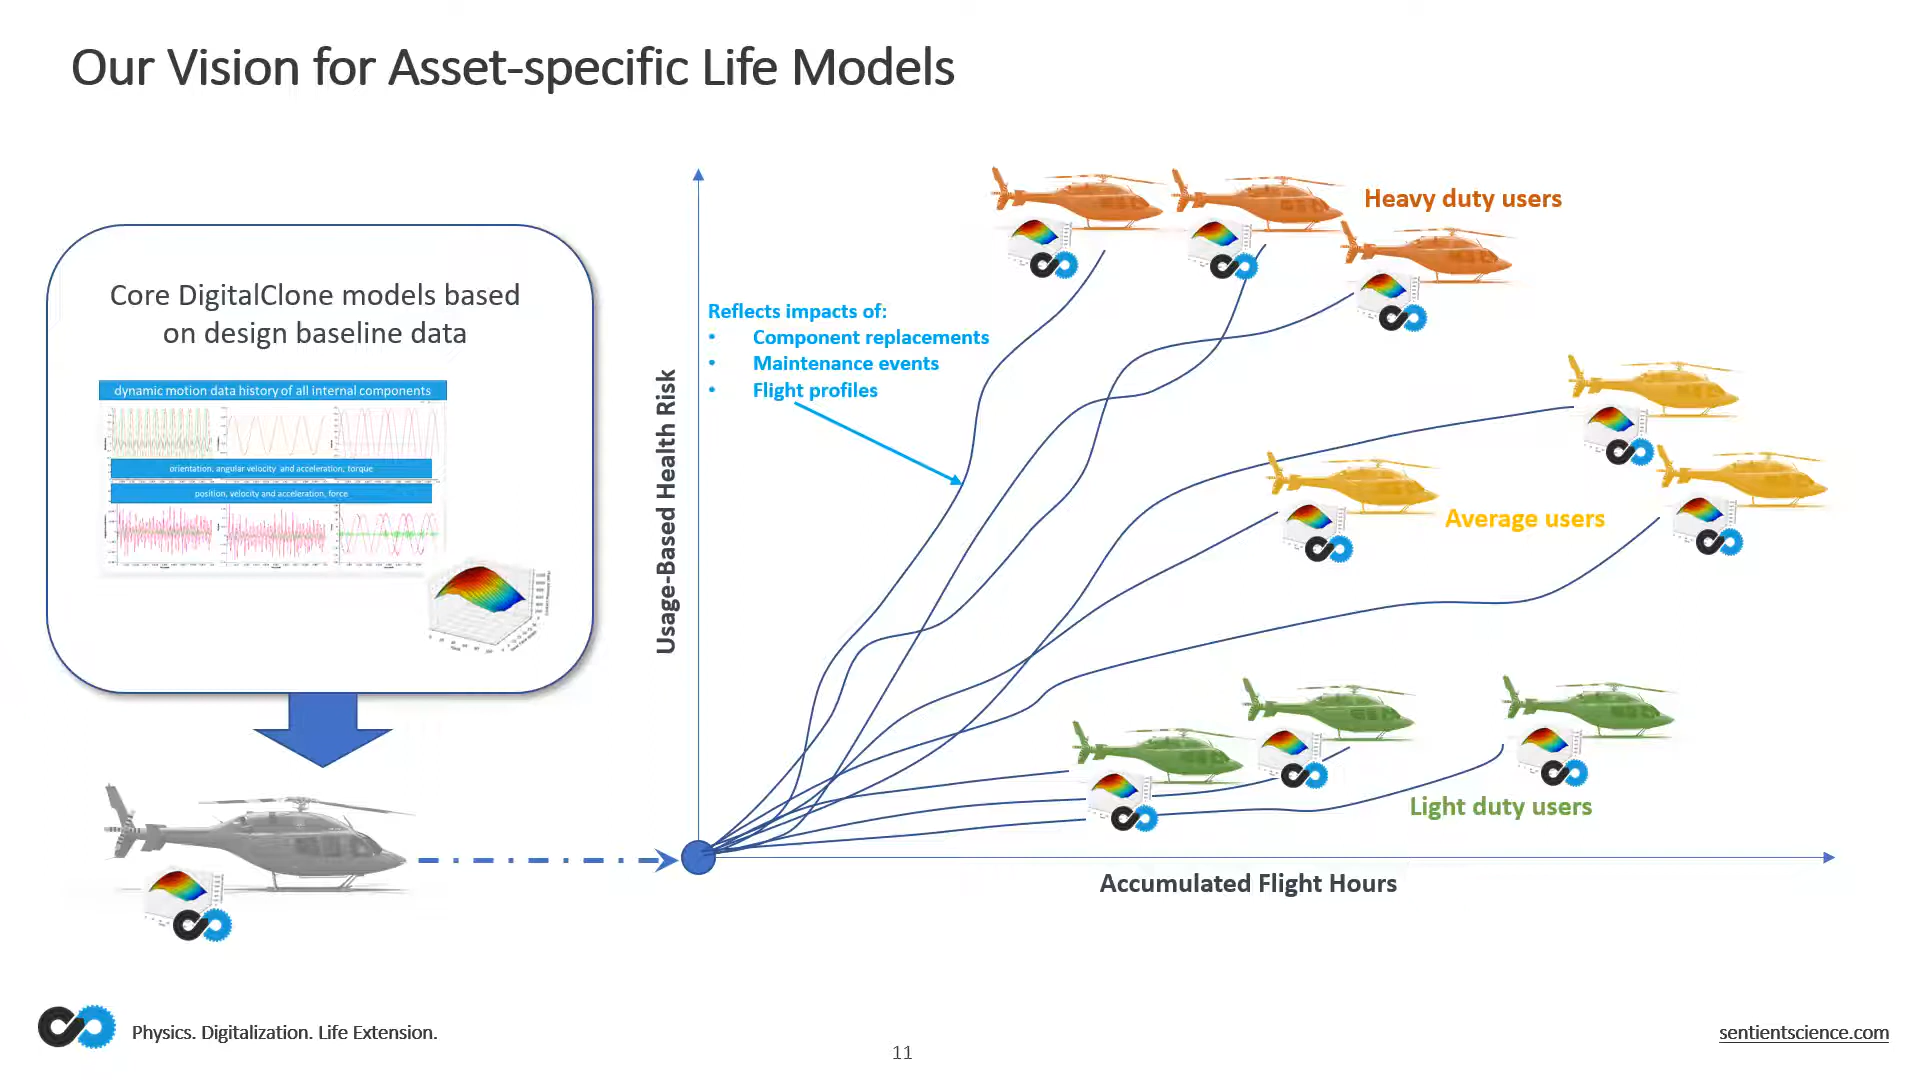 Our Vision for Asset-specific Life Models
Core DigitalClone models based
on design baseline data
dynamic motion data history of all internal components
orientation, angular velocity and acceleration, torque
position, velocity and acceleration, force
Usage-Based Health Risk
Reflects impacts of:
• Component replacements
• Maintenance events
• Flight profiles
Heavy duty users
Average users
Light duty users
Accumulated Flight Hours
Physics. Digitalization. Life Extension.
11
sentientscience.com